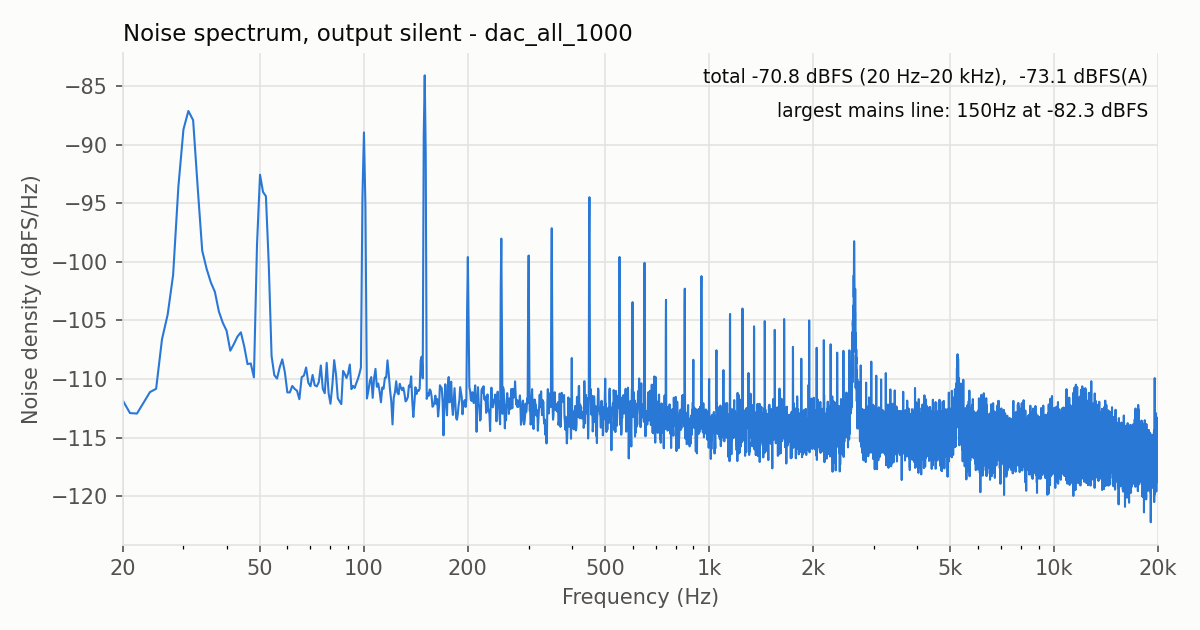 Noise spectrum, output silent - dac_all_1000
total -70.8 dBFS (20 Hz–20 kHz),  -73.1 dBFS(A)
largest mains line: 150Hz at -82.3 dBFS
Noise density (dBFS/Hz)
−85
−90
−95
−100
−105
−110
−115
−120
20 50 100 200 500 1k 2k 5k 10k 20k
Frequency (Hz)